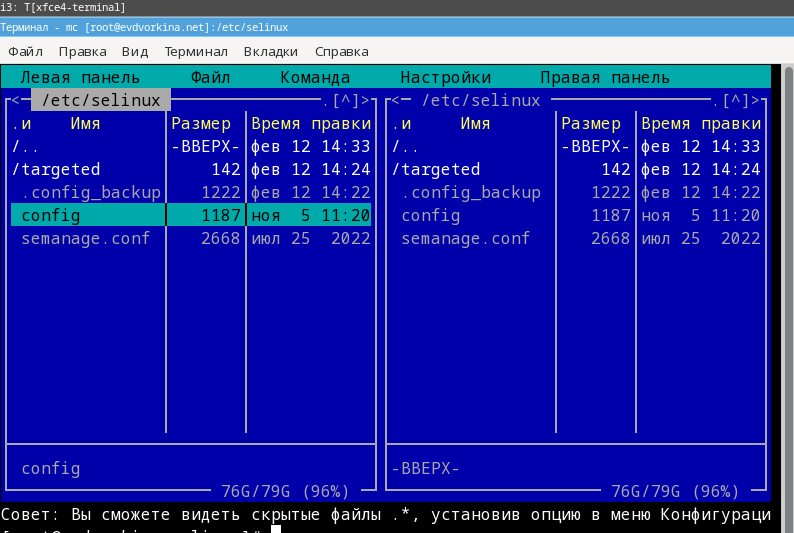 i3: T[xfce4-terminal]
Терминал - mc [root@evdvorkina.net]:/etc/selinux
Файл Правка Вид Терминал Вкладки Справка
Левая панель Файл Команда Настройки Правая панель
<- /etc/selinux .[^]> <- /etc/selinux .[^]>
.и Имя Размер Время правки .и Имя Размер Время правки
/.. -ВВЕРХ- фев 12 14:33 /.. -ВВЕРХ- фев 12 14:33
/targeted 142 фев 12 14:24 /targeted 142 фев 12 14:24
.config_backup 1222 фев 12 14:22 .config_backup 1222 фев 12 14:22
config 1187 ноя 5 11:20 config 1187 ноя 5 11:20
semanage.conf 2668 июл 25 2022 semanage.conf 2668 июл 25 2022
config -ВВЕРХ-
76G/79G (96%) 76G/79G (96%)
Совет: Вы сможете видеть скрытые файлы .*, установив опцию в меню Конфигураци